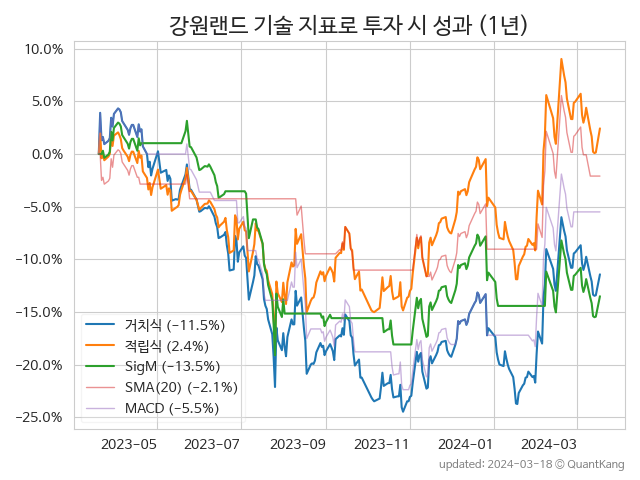 강원랜드 기술 지표로 투자 시 성과 (1년)
10.0%
5.0%
0.0%
−5.0%
−10.0%
−15.0%
−20.0%
−25.0%
거치식 (−11.5%)
적립식 (2.4%)
SigM (−13.5%)
SMA(20) (−2.1%)
MACD (−5.5%)
2023-05 2023-07 2023-09 2023-11 2024-01 2024-03
updated: 2024-03-18 © QuantKang